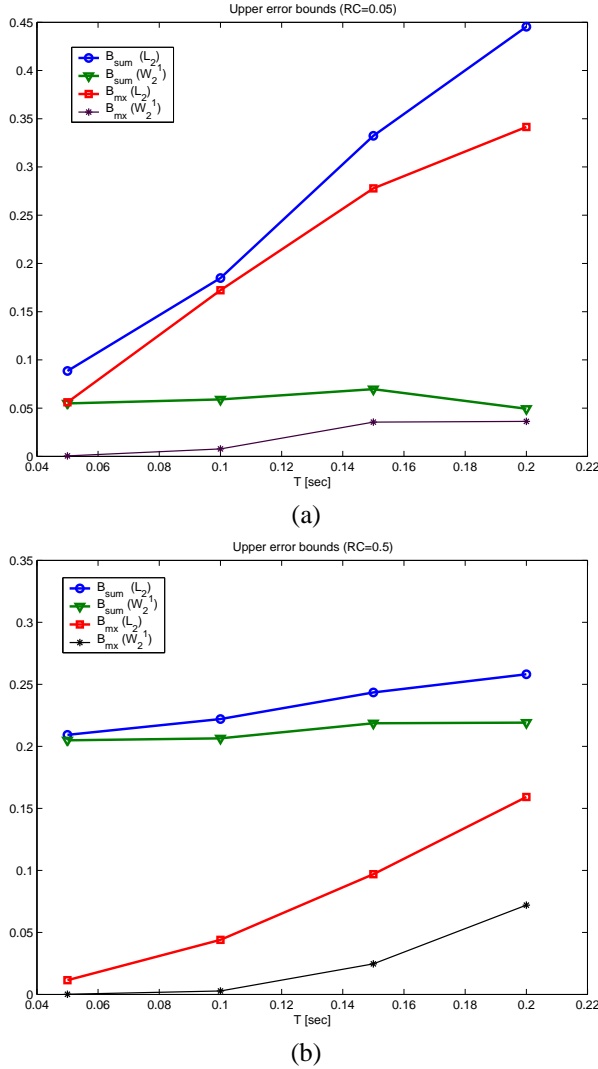 Upper error bounds (RC=0.05)
0.45
0.4
0.35
0.3
0.25
0.2
0.15
0.1
0.05
0
B_sum (L_2)
B_sum (W_2^1)
B_mx (L_2)
B_mx (W_2^1)
0.04 0.06 0.08 0.1 0.12 0.14 0.16 0.18 0.2 0.22
T [sec]
(a)
Upper error bounds (RC=0.5)
0.35
0.3
0.25
0.2
0.15
0.1
0.05
0
B_sum (L_2)
B_sum (W_2^1)
B_mx (L_2)
B_mx (W_2^1)
0.04 0.06 0.08 0.1 0.12 0.14 0.16 0.18 0.2 0.22
T [sec]
(b)